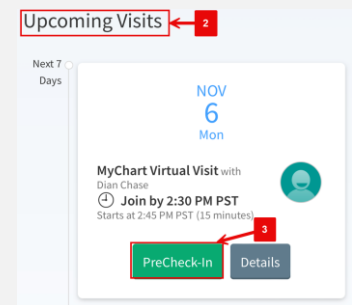 Upcoming Visits
2
Next 7
Days
NOV
6
Mon
MyChart Virtual Visit with
Dian Chase
Join by 2:30 PM PST
Starts at 2:45 PM PST (15 minutes)
3
PreCheck-In
Details